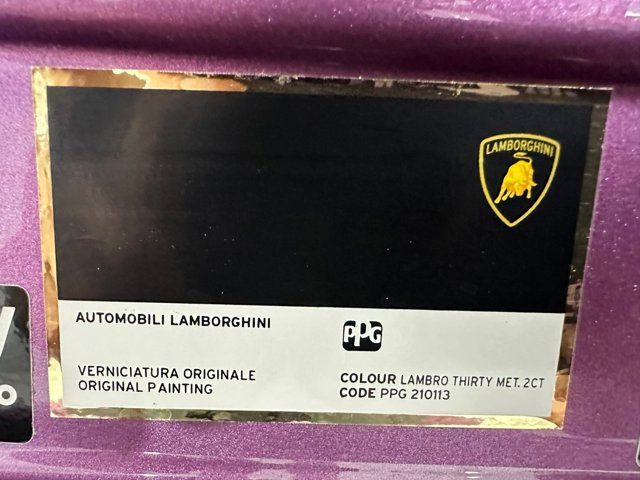 LAMBORGHINI
AUTOMOBILI LAMBORGHINI
PPG
VERNICIATURA ORIGINALE
ORIGINAL PAINTING
COLOUR LAMBRO THIRTY MET. 2CT
CODE PPG 210113